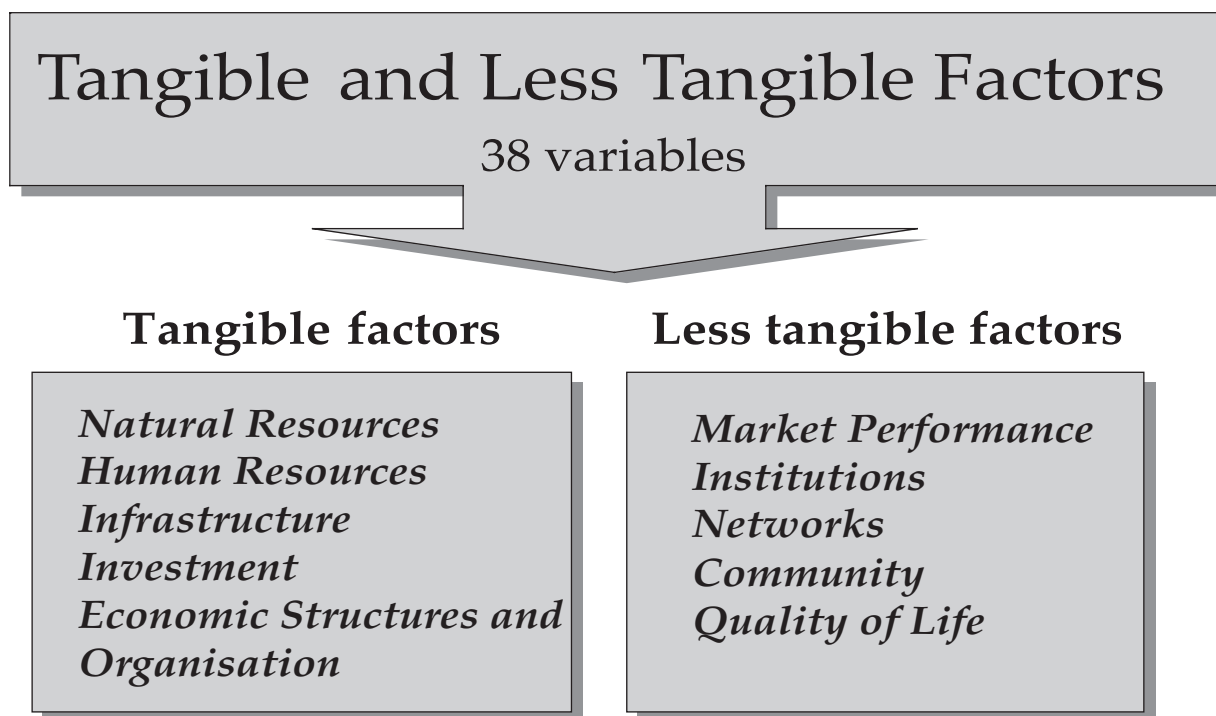 Tangible and Less Tangible Factors
38 variables
Tangible factors
Natural Resources
Human Resources
Infrastructure
Investment
Economic Structures and
Organisation
Less tangible factors
Market Performance
Institutions
Networks
Community
Quality of Life